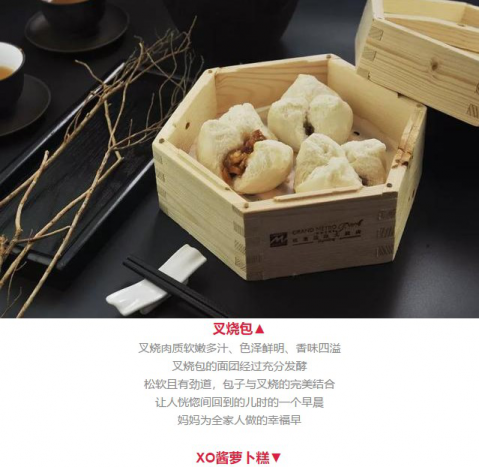 叉烧包▲
叉烧肉质软嫩多汁、色泽鲜明、香味四溢
叉烧包的面团经过充分发酵
松软且有劲道，包子与叉烧的完美结合
让人恍惚间回到的儿时的一个早晨
妈妈为全家人做的幸福早
XO酱萝卜糕▼